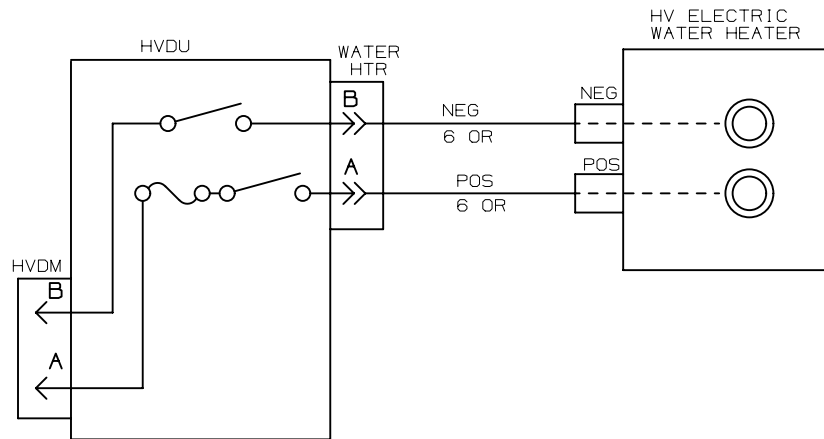 HV ELECTRIC
WATER HEATER
HVDU
WATER
HTR
B
NEG
6 OR
NEG
A
POS
6 OR
POS
HVDM
B
A